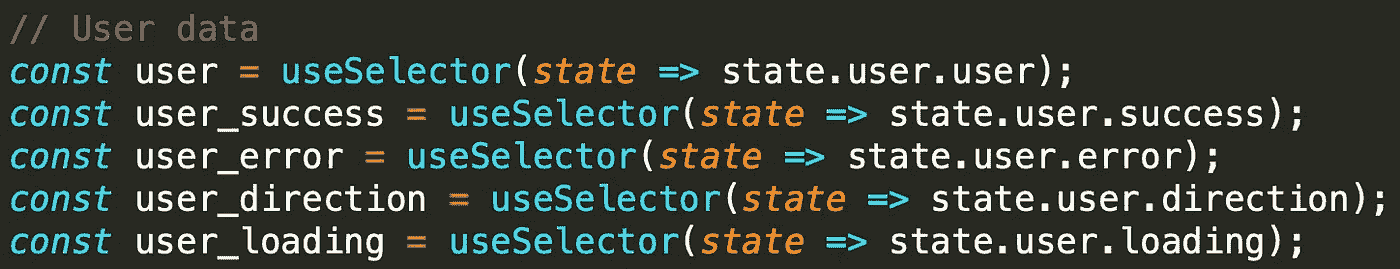 // User data
const user = useSelector(state => state.user.user);
const user_success = useSelector(state => state.user.success);
const user_error = useSelector(state => state.user.error);
const user_direction = useSelector(state => state.user.direction);
const user_loading = useSelector(state => state.user.loading);